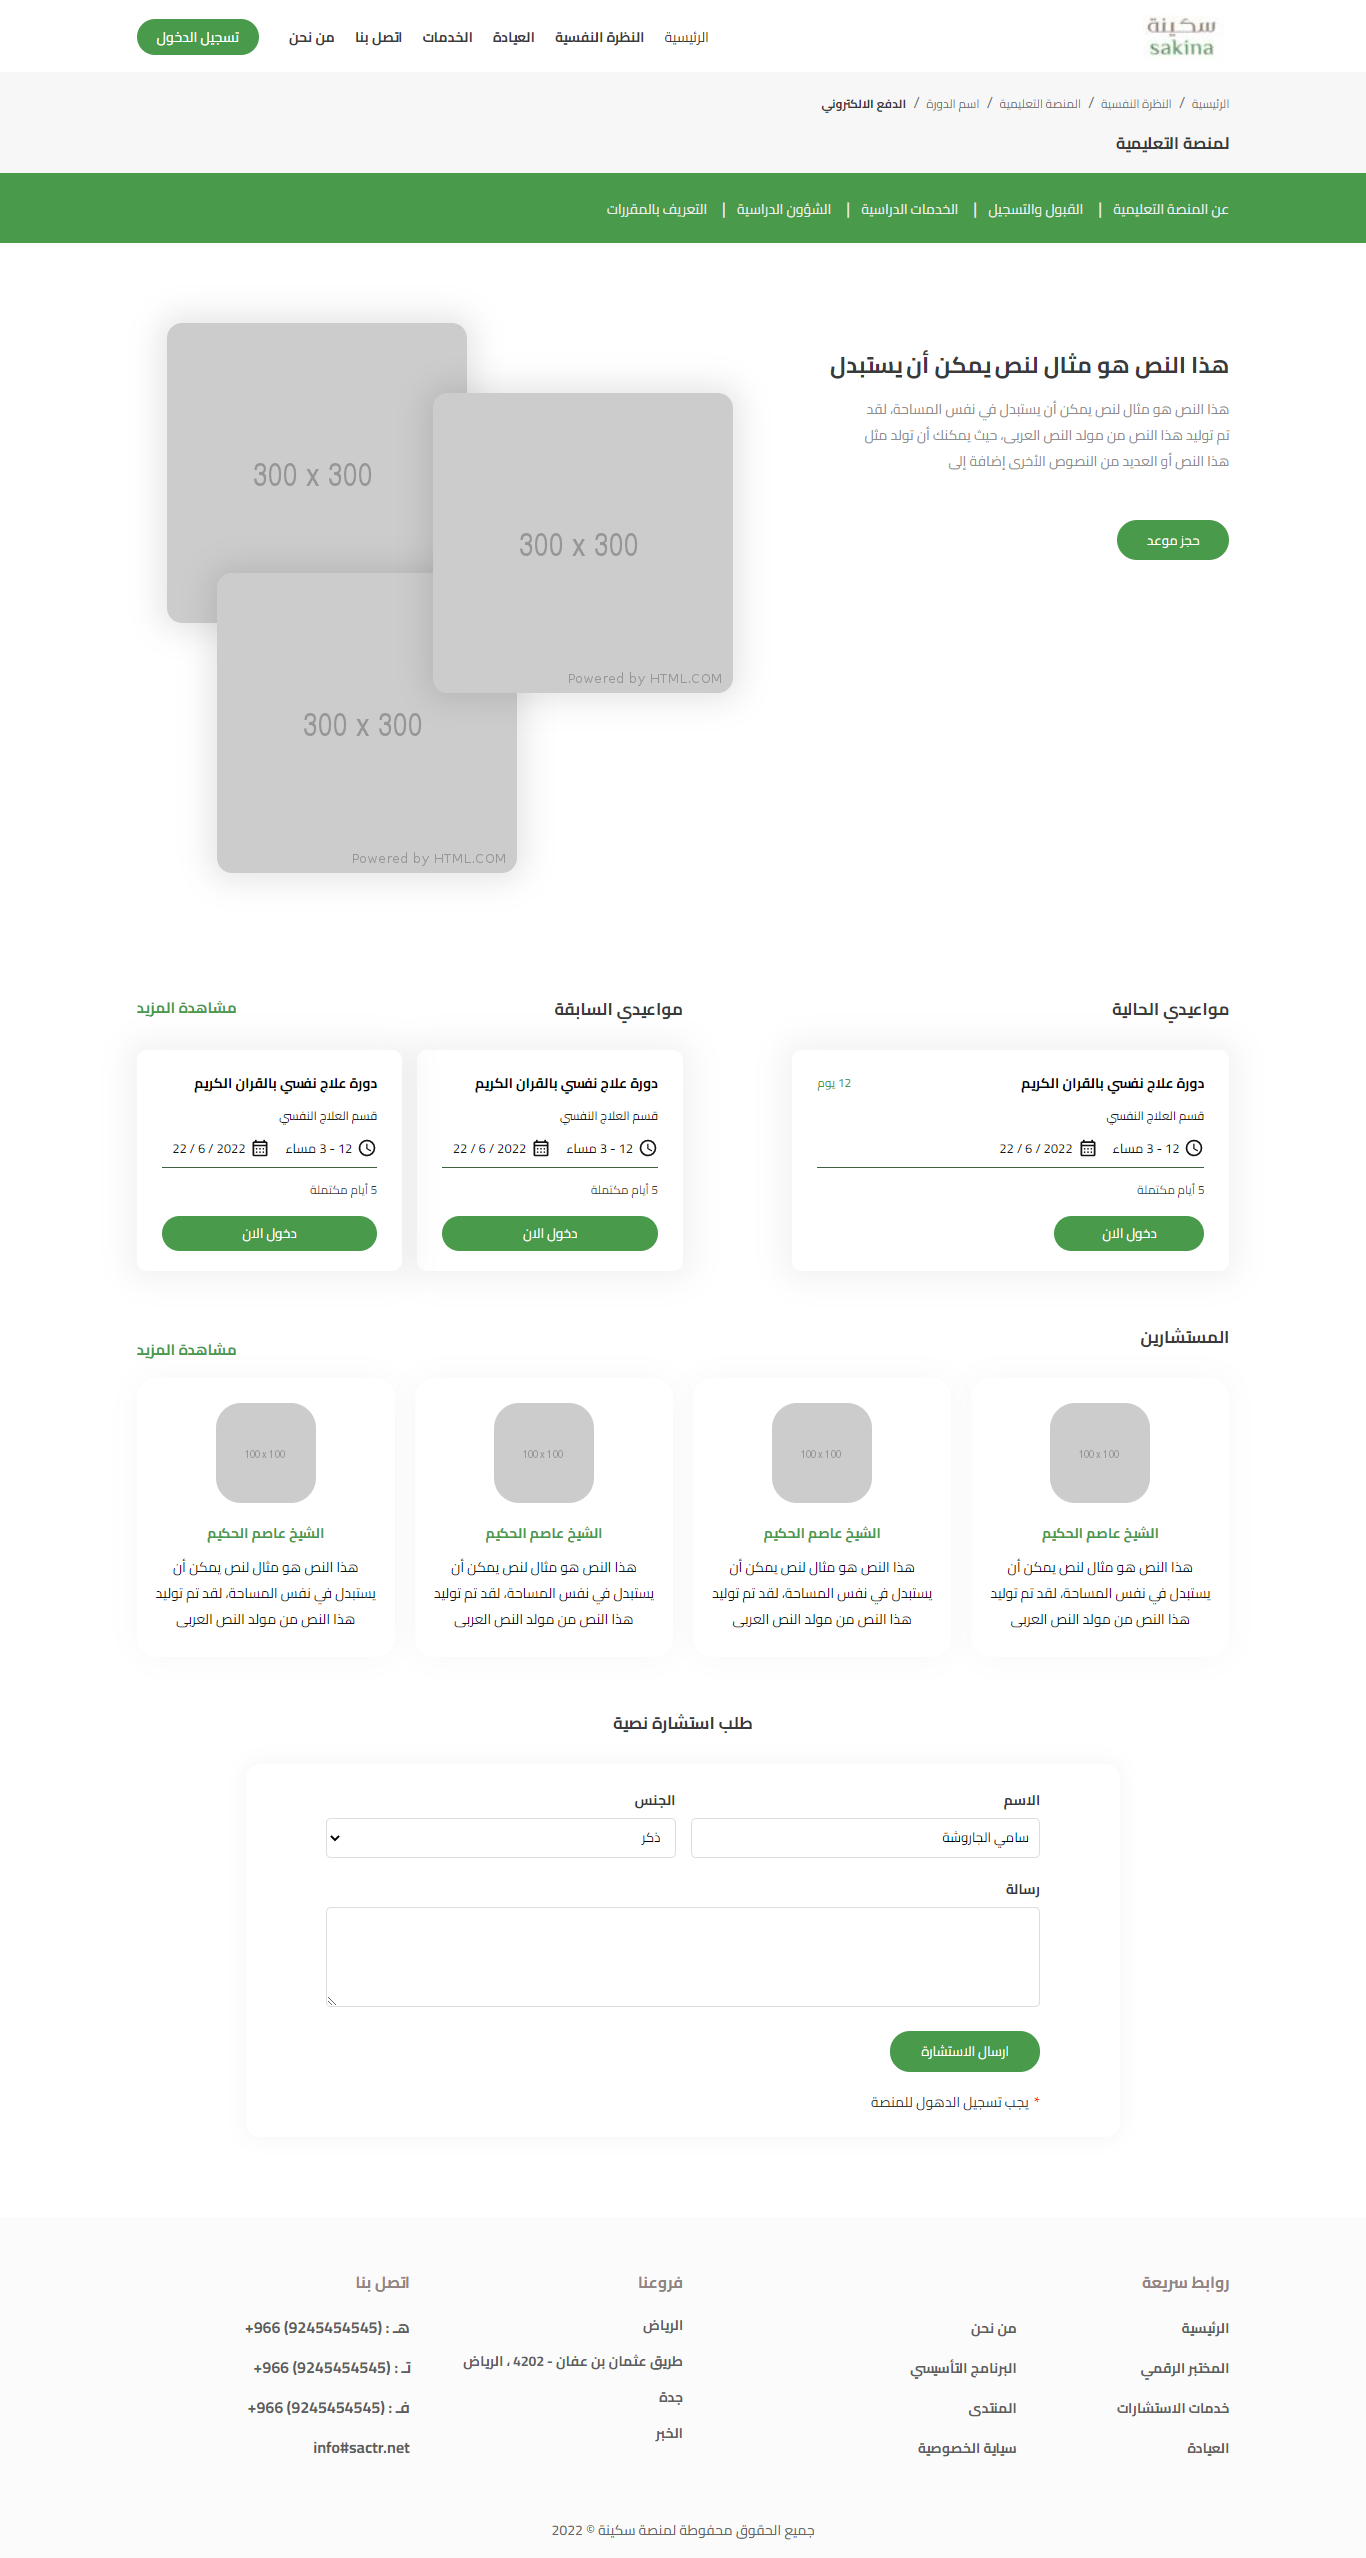 سكينة
sakina
الرئيسية
النظرة النفسية
العيادة
الخدمات
اتصل بنا
من نحن
تسجيل الدخول
الرئيسية / النظرة النفسية / المنصة التعليمية / اسم الدورة / الدفع الالكتروني
لمنصة التعليمية
عن المنصة التعليمية | القبول والتسجيل | الخدمات الدراسية | الشؤون الدراسية | التعريف بالمقررات
هذا النص هو مثال لنص يمكن أن يستبدل
هذا النص هو مثال لنص يمكن أن يستبدل في نفس المساحة، لقد
تم توليد هذا النص من مولد النص العربى، حيث يمكنك أن تولد مثل
هذا النص أو العديد من النصوص الأخرى إضافة إلى
حجز موعد
300 x 300
300 x 300
Powered by HTML.COM
300 x 300
Powered by HTML.COM
مواعيدي الحالية
دورة علاج نفسي بالقران الكريم
12 يوم
قسم العلاج النفسي
12 - 3 مساء
22 / 6 / 2022
5 أيام مكتملة
دخول الان
مواعيدي السابقة
مشاهدة المزيد
دورة علاج نفسي بالقران الكريم
قسم العلاج النفسي
12 - 3 مساء
22 / 6 / 2022
5 أيام مكتملة
دخول الان
دورة علاج نفسي بالقران الكريم
قسم العلاج النفسي
12 - 3 مساء
22 / 6 / 2022
5 أيام مكتملة
دخول الان
المستشارين
مشاهدة المزيد
100 x 100
الشيخ عاصم الحكيم
هذا النص هو مثال لنص يمكن أن
يستبدل في نفس المساحة، لقد تم توليد
هذا النص من مولد النص العربى
100 x 100
الشيخ عاصم الحكيم
هذا النص هو مثال لنص يمكن أن
يستبدل في نفس المساحة، لقد تم توليد
هذا النص من مولد النص العربى
100 x 100
الشيخ عاصم الحكيم
هذا النص هو مثال لنص يمكن أن
يستبدل في نفس المساحة، لقد تم توليد
هذا النص من مولد النص العربى
100 x 100
الشيخ عاصم الحكيم
هذا النص هو مثال لنص يمكن أن
يستبدل في نفس المساحة، لقد تم توليد
هذا النص من مولد النص العربى
طلب استشارة نصية
الاسم
سامي الجاروشة
الجنس
ذكر
رسالة
ارسال الاستشارة
* يجب تسجيل الدهول للمنصة
روابط سريعة
الرئيسية
المختبر الرقمي
خدمات الاستشارات
العيادة
من نحن
البرنامج التأسيسي
المنتدى
سياية الخصوصية
فروعنا
الرياض
طريق عثمان بن عفان - 4202 ، الرياض
جدة
الخبر
اتصل بنا
هـ : (9245454545) 966+
تـ : (9245454545) 966+
فـ : (9245454545) 966+
info#sactr.net
جميع الحقوق محفوطة لمنصة سكينة © 2022